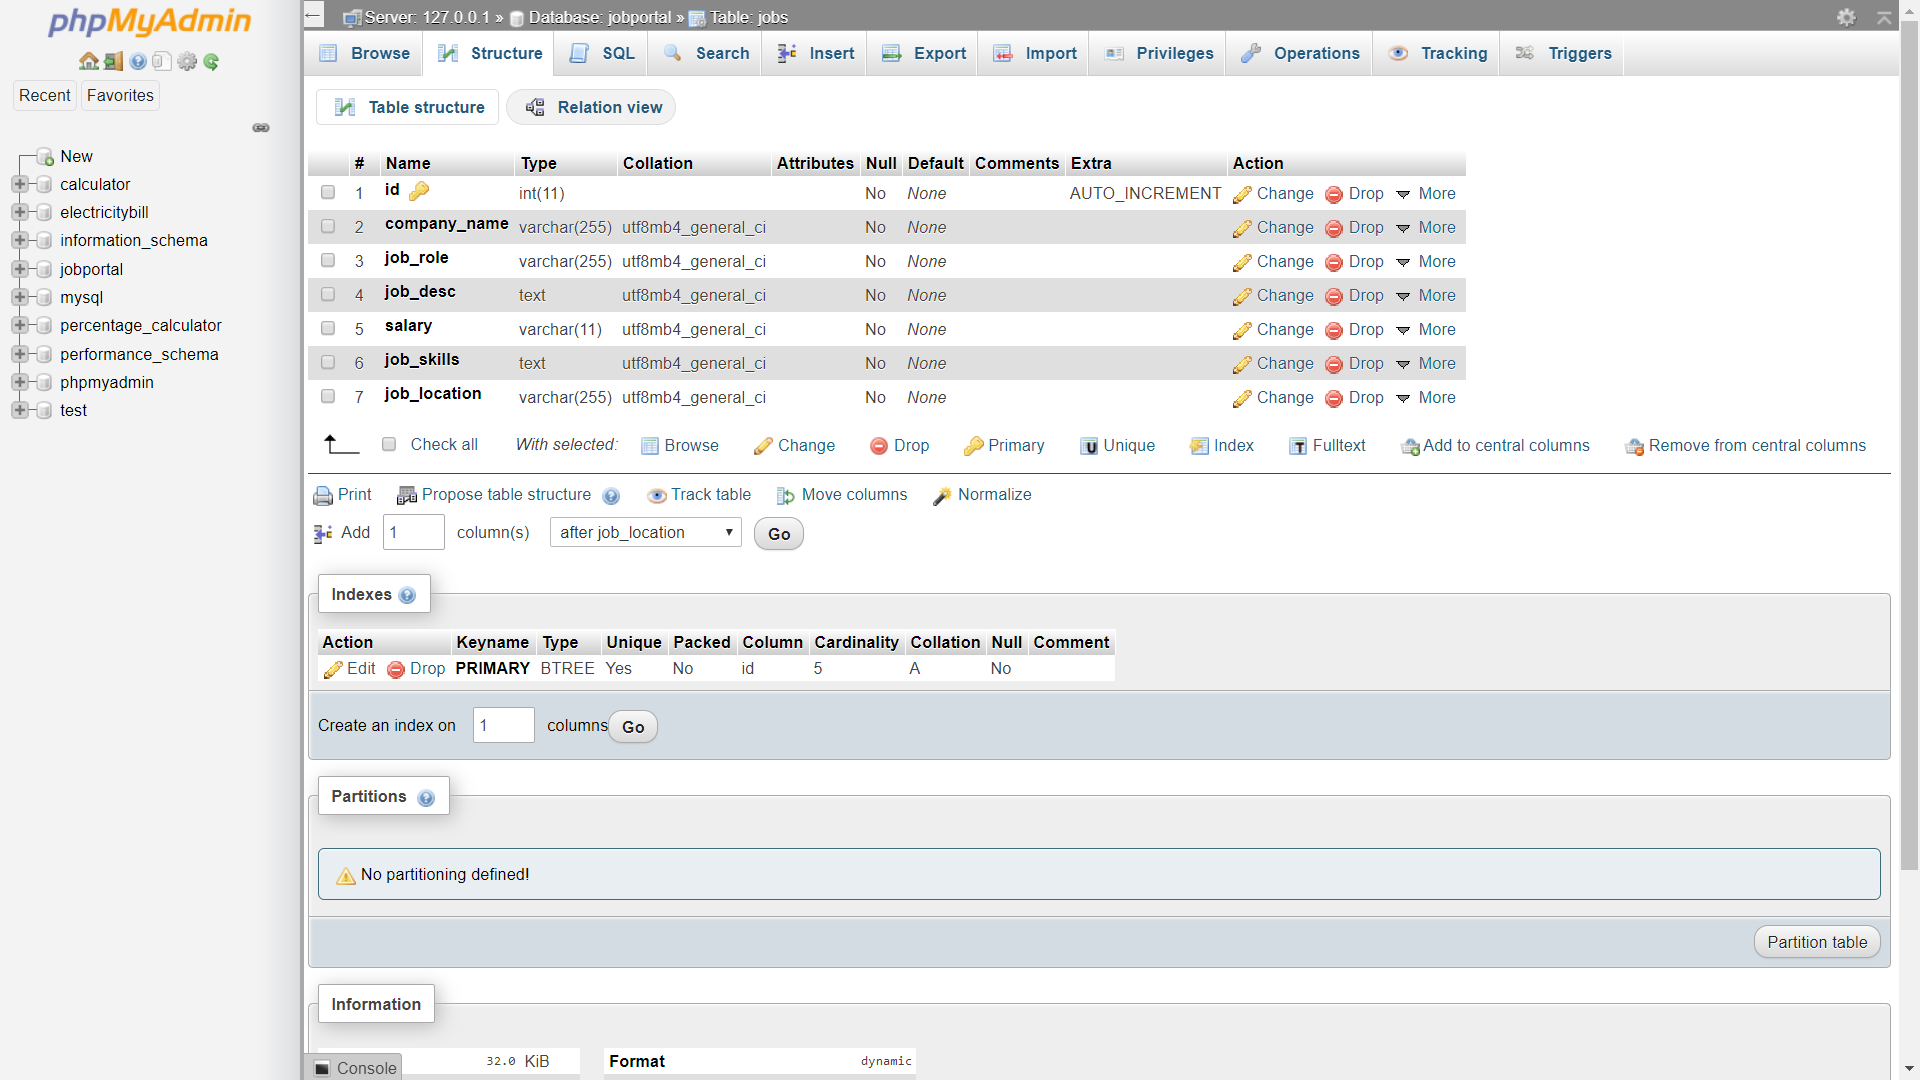 phpMyAdmin
Recent Favorites
New
calculator
electricitybill
information_schema
jobportal
mysql
percentage_calculator
performance_schema
phpmyadmin
test
Server: 127.0.0.1 » Database: jobportal » Table: jobs
Browse Structure SQL Search Insert Export Import Privileges Operations Tracking Triggers
Table structure Relation view
# Name Type Collation Attributes Null Default Comments Extra Action
1 id int(11) No None AUTO_INCREMENT Change Drop More
2 company_name varchar(255) utf8mb4_general_ci No None Change Drop More
3 job_role varchar(255) utf8mb4_general_ci No None Change Drop More
4 job_desc text utf8mb4_general_ci No None Change Drop More
5 salary varchar(11) utf8mb4_general_ci No None Change Drop More
6 job_skills text utf8mb4_general_ci No None Change Drop More
7 job_location varchar(255) utf8mb4_general_ci No None Change Drop More
Check all With selected: Browse Change Drop Primary Unique Index Fulltext Add to central columns Remove from central columns
Print Propose table structure Track table Move columns Normalize
Add 1 column(s) after job_location Go
Indexes
Action Keyname Type Unique Packed Column Cardinality Collation Null Comment
Edit Drop PRIMARY BTREE Yes No id 5 A No
Create an index on 1 columns Go
Partitions
No partitioning defined!
Partition table
Information
32.0 KiB Format dynamic
Console